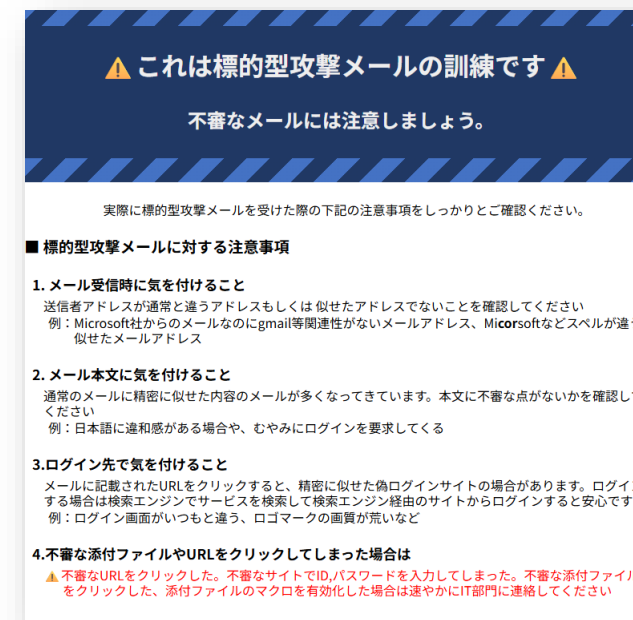 ⚠ これは標的型攻撃メールの訓練です ⚠
不審なメールには注意しましょう。
実際に標的型攻撃メールを受けた際の下記の注意事項をしっかりとご確認ください。
■ 標的型攻撃メールに対する注意事項
1. メール受信時に気を付けること
送信者アドレスが通常と違うアドレスもしくは 似せたアドレスでないことを確認してください
例：Microsoft社からのメールなのにgmail等関連性がないメールアドレス、Micorsoftなどスペルが違
似せたメールアドレス
2. メール本文に気を付けること
通常のメールに精密に似せた内容のメールが多くなってきています。本文に不審な点がないかを確認し
ください
例：日本語に違和感がある場合や、むやみにログインを要求してくる
3.ログイン先で気を付けること
メールに記載されたURLをクリックすると、精密に似せた偽ログインサイトの場合があります。ログイ
する場合は検索エンジンでサービスを検索して検索エンジン経由のサイトからログインすると安心です
例：ログイン画面がいつもと違う、ロゴマークの画質が荒いなど
4.不審な添付ファイルやURLをクリックしてしまった場合は
⚠ 不審なURLをクリックした。不審なサイトでID,パスワードを入力してしまった。不審な添付ファイル
をクリックした、添付ファイルのマクロを有効化した場合は速やかにIT部門に連絡してください